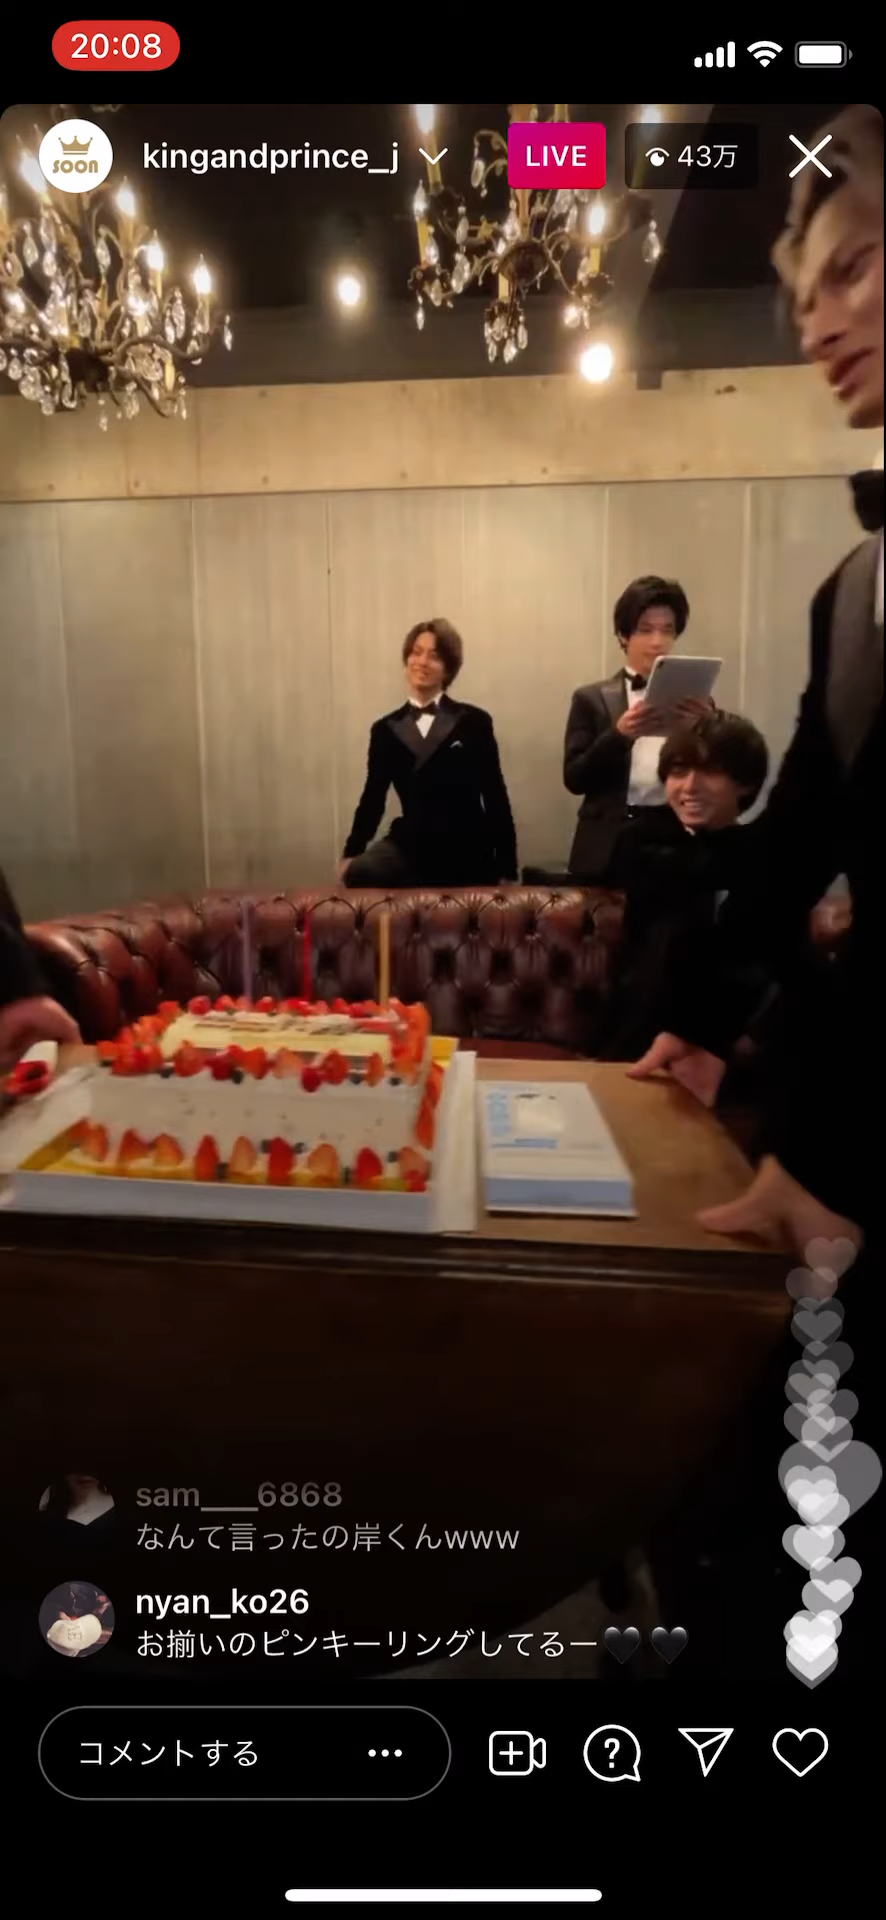 20:08
SOON
kingandprince_j
LIVE
43万
sam___6868
なんて言ったの岸くんwww
nyan_ko26
お揃いのピンキーリングしてるー🖤🖤
コメントする